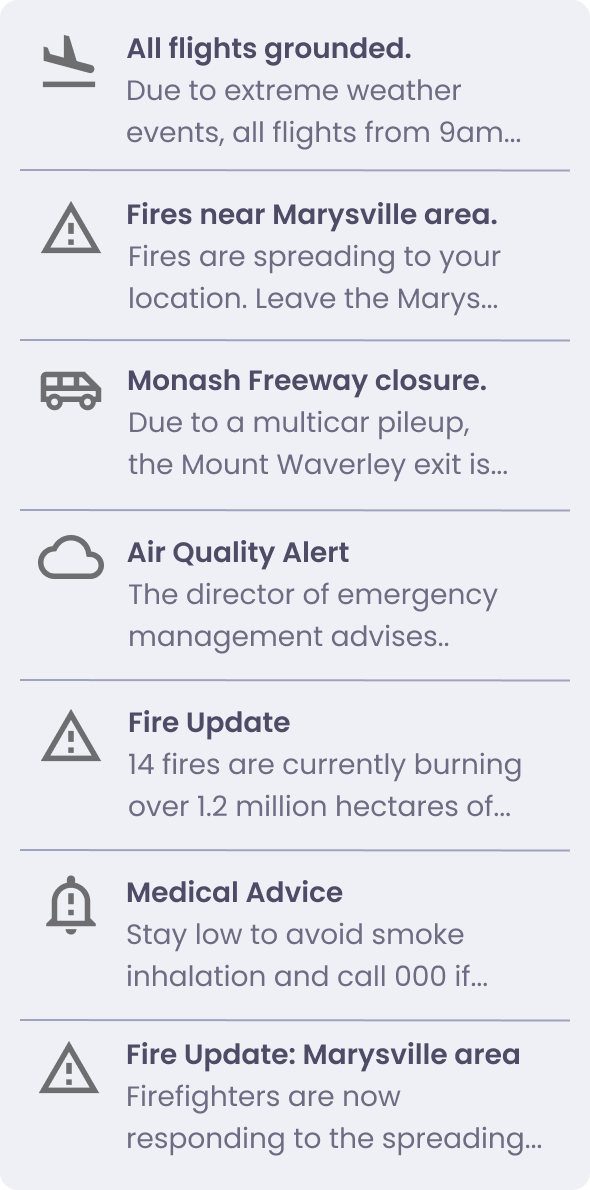 All flights grounded.
Due to extreme weather
events, all flights from 9am...
Fires near Marysville area.
Fires are spreading to your
location. Leave the Marys...
Monash Freeway closure.
Due to a multicar pileup,
the Mount Waverley exit is...
Air Quality Alert
The director of emergency
management advises..
Fire Update
14 fires are currently burning
over 1.2 million hectares of...
Medical Advice
Stay low to avoid smoke
inhalation and call 000 if...
Fire Update: Marysville area
Firefighters are now
responding to the spreading...